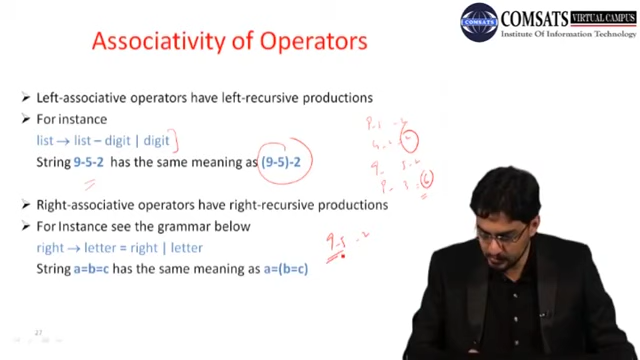 COMSATS VIRTUAL CAMPUS
Institute Of Information Technology
Associativity of Operators
➢ Left-associative operators have left-recursive productions
➢ For instance
list → list – digit | digit
String 9-5-2 has the same meaning as (9-5)-2
➢ Right-associative operators have right-recursive productions
➢ For Instance see the grammar below
right → letter = right | letter
String a=b=c has the same meaning as a=(b=c)
9-5 -2
27